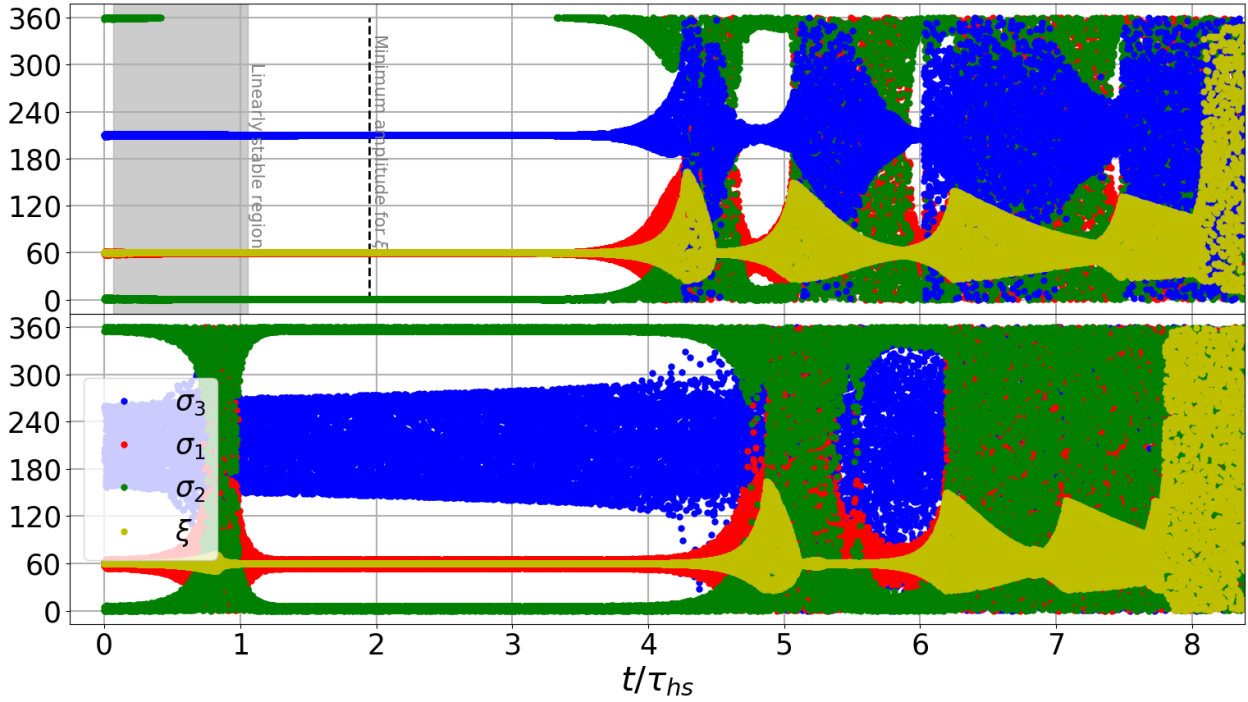 360
300
240
180
120
60
0
Linearly stable region
Minimum amplitude for ξ
360
300
240
180
120
60
0
σ₃
σ₁
σ₂
ξ
0 1 2 3 4 5 6 7 8
t/τₕₛ